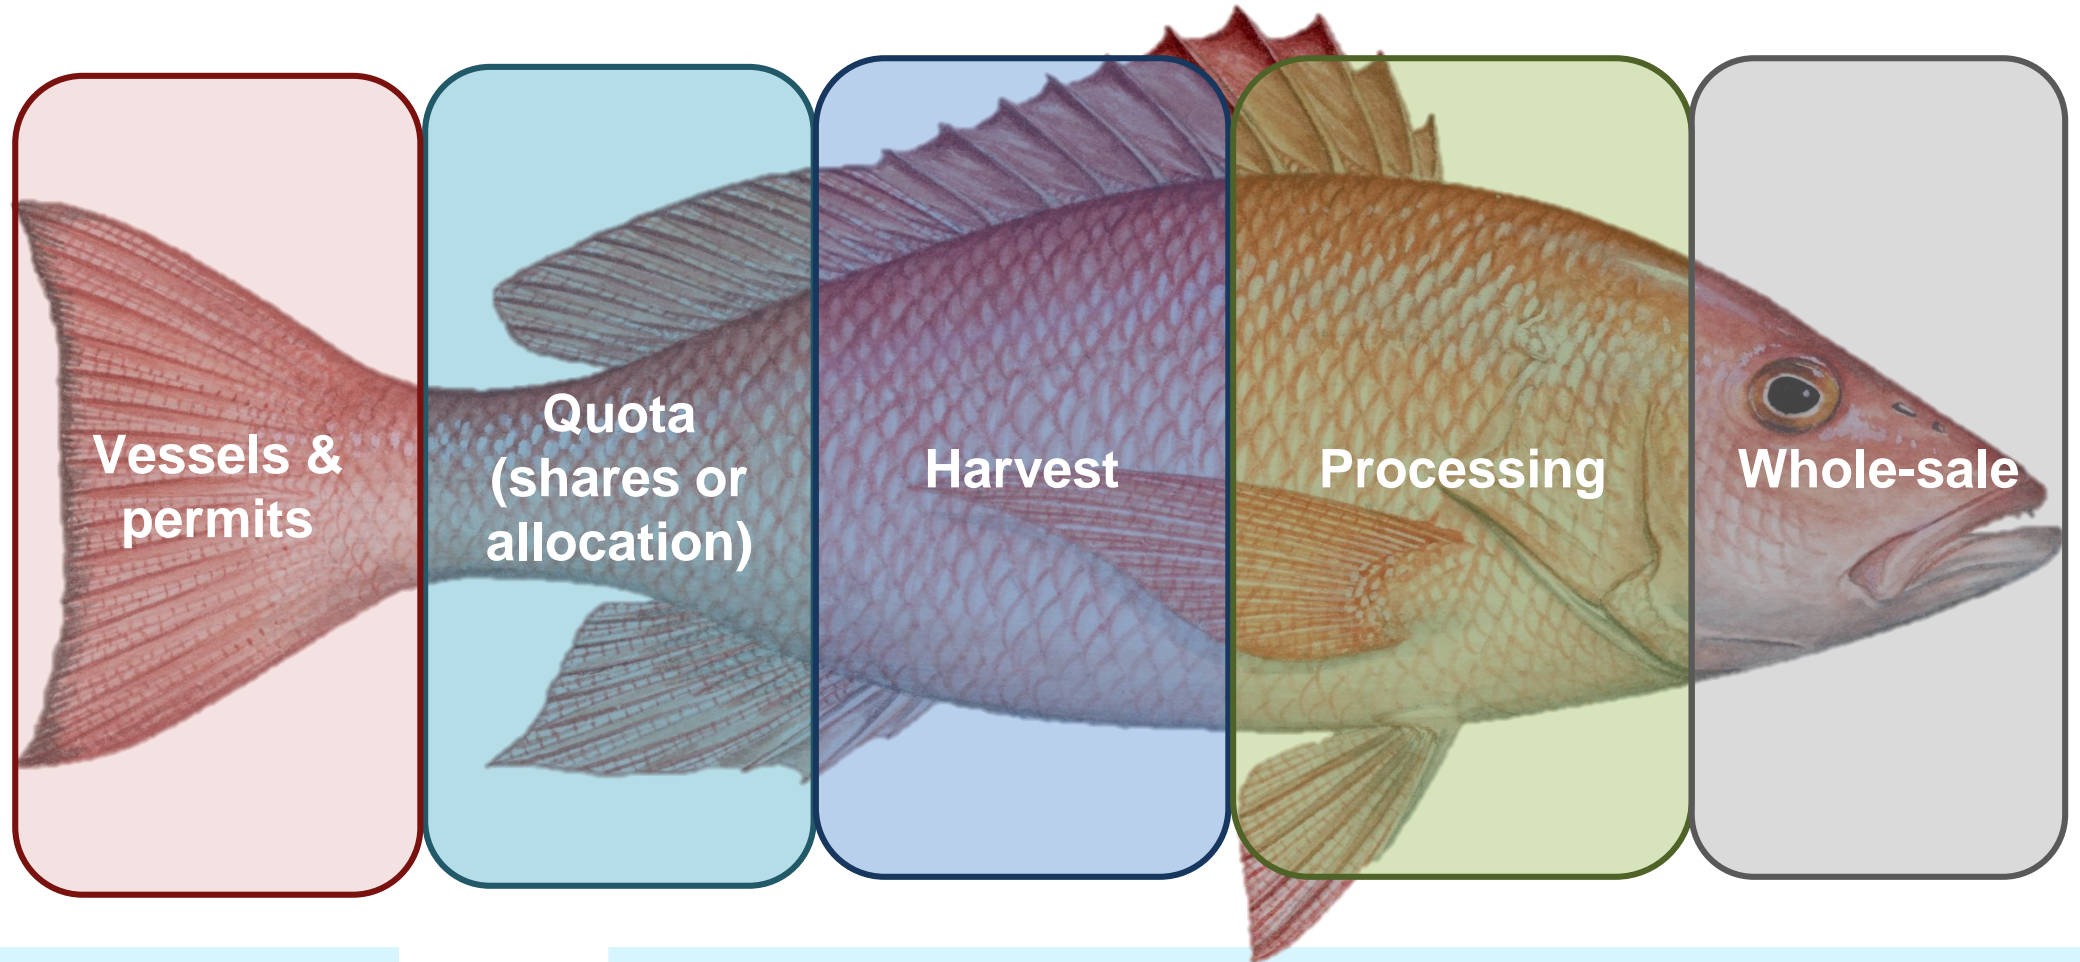 Vessels &
permits
Quota
(shares or
allocation)
Harvest
Processing
Whole-sale